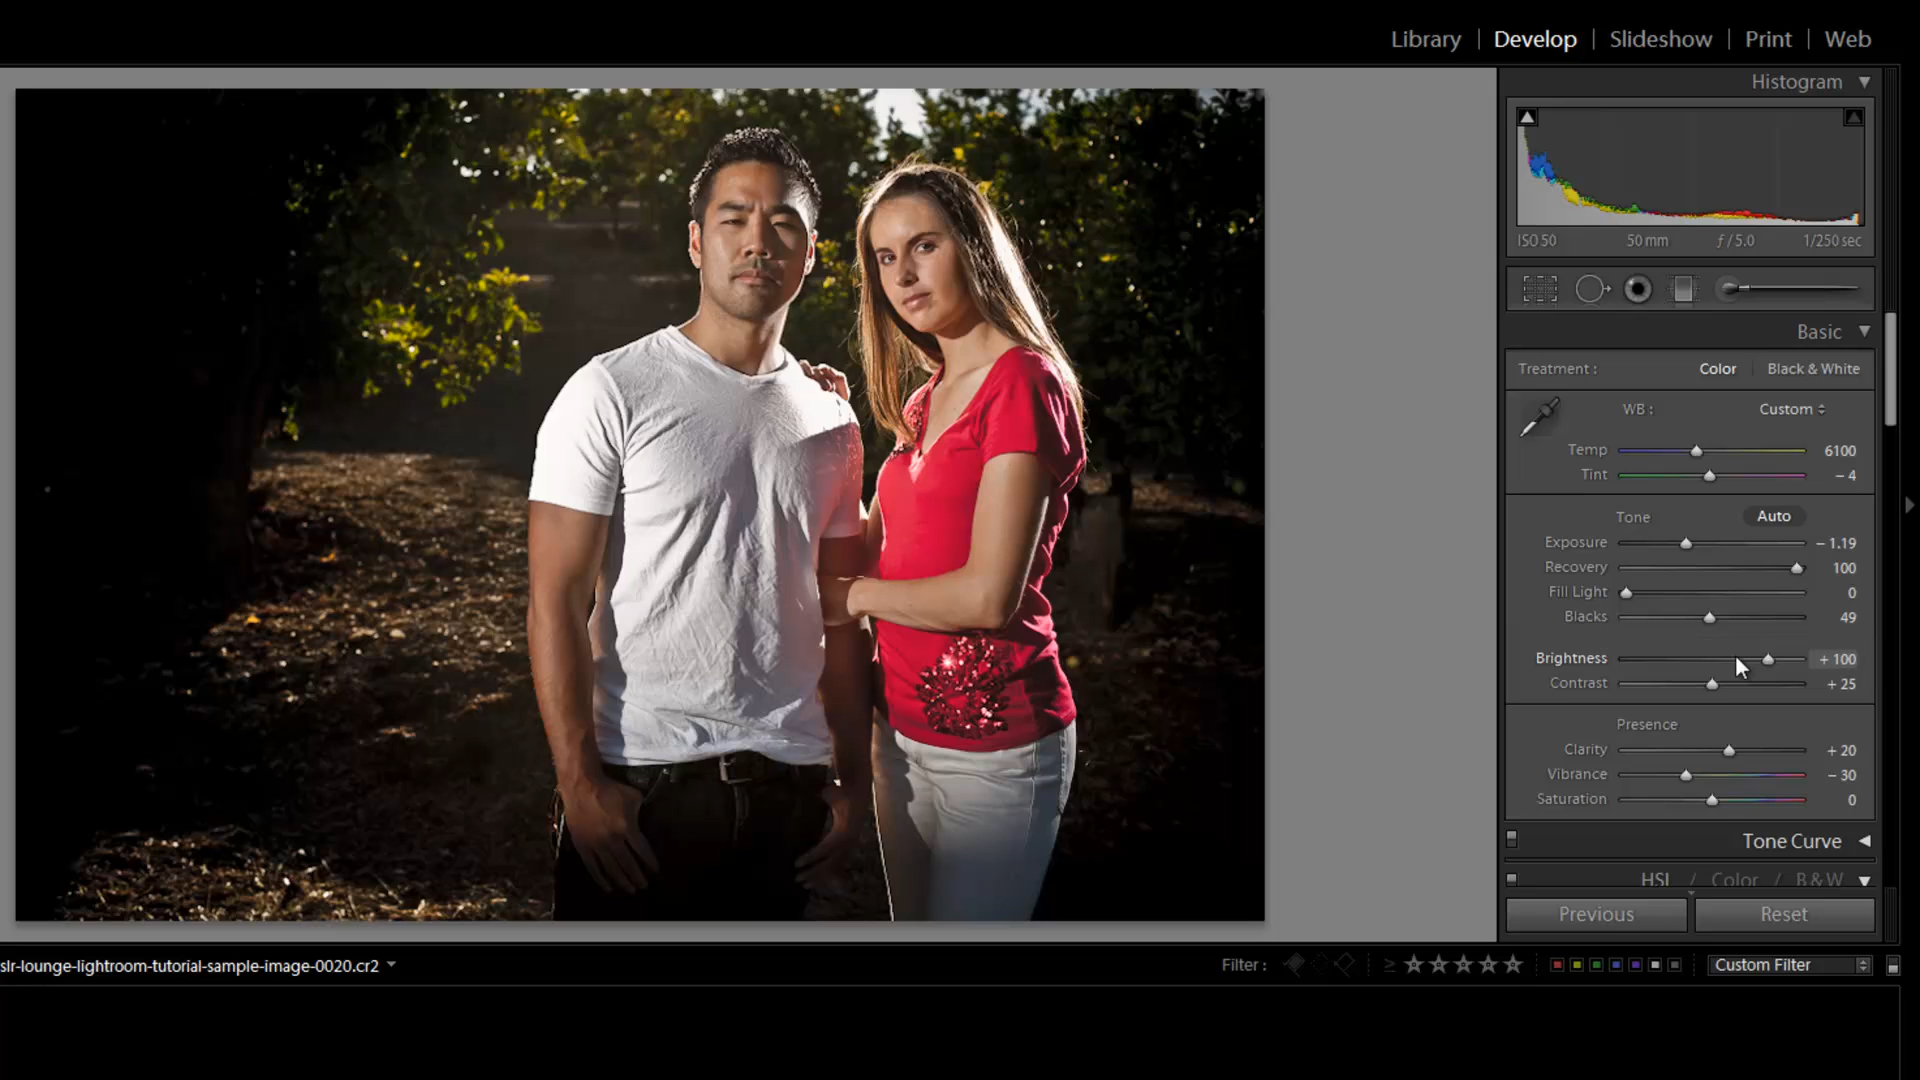 Library | Develop | Slideshow | Print | Web
Histogram
ISO 50 50 mm ƒ / 5.0 1/250 sec
Basic
Treatment : Color Black & White
WB : Custom
Temp 6100
Tint – 4
Tone Auto
Exposure – 1.19
Recovery 100
Fill Light 0
Blacks 49
Brightness + 100
Contrast + 25
Presence
Clarity + 20
Vibrance – 30
Saturation 0
Tone Curve
HSL / Color / B & W
Previous Reset
slr-lounge-lightroom-tutorial-sample-image-0020.cr2 Filter : ≥ Custom Filter